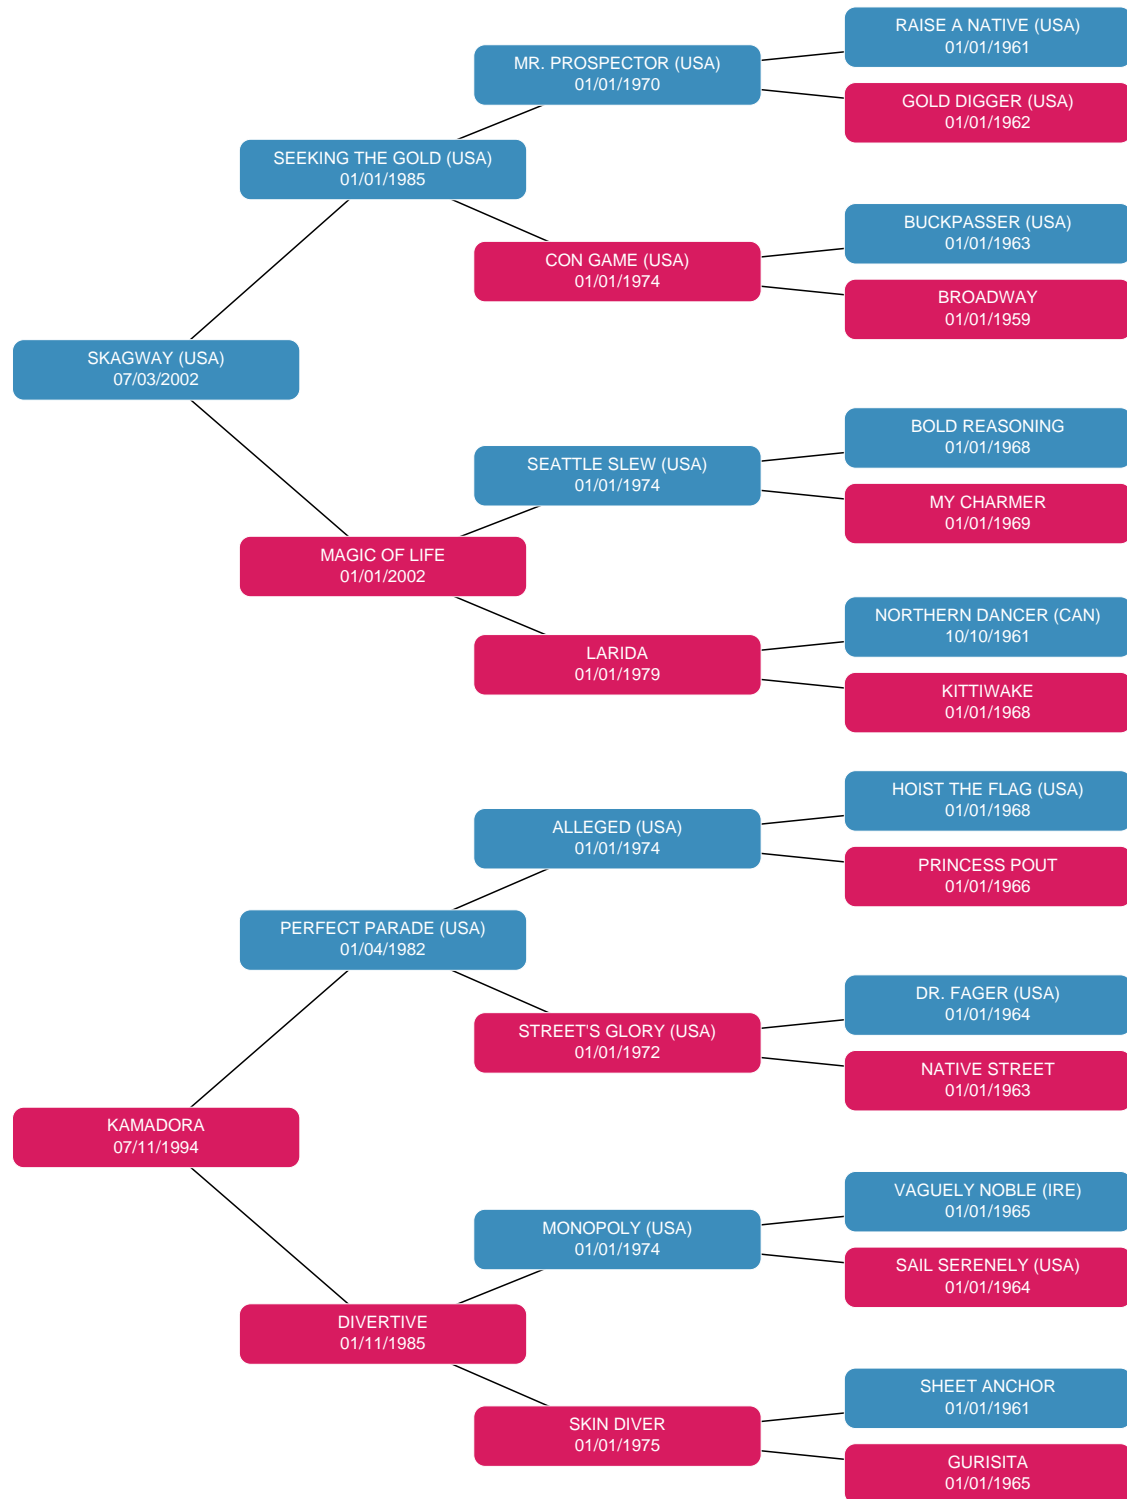 RAISE A NATIVE (USA)
01/01/1961
MR. PROSPECTOR (USA)
01/01/1970
GOLD DIGGER (USA)
01/01/1962
SEEKING THE GOLD (USA)
01/01/1985
BUCKPASSER (USA)
01/01/1963
CON GAME (USA)
01/01/1974
BROADWAY
01/01/1959
SKAGWAY (USA)
07/03/2002
BOLD REASONING
01/01/1968
SEATTLE SLEW (USA)
01/01/1974
MY CHARMER
01/01/1969
MAGIC OF LIFE
01/01/2002
NORTHERN DANCER (CAN)
10/10/1961
LARIDA
01/01/1979
KITTIWAKE
01/01/1968
HOIST THE FLAG (USA)
01/01/1968
ALLEGED (USA)
01/01/1974
PRINCESS POUT
01/01/1966
PERFECT PARADE (USA)
01/04/1982
DR. FAGER (USA)
01/01/1964
STREET'S GLORY (USA)
01/01/1972
NATIVE STREET
01/01/1963
KAMADORA
07/11/1994
VAGUELY NOBLE (IRE)
01/01/1965
MONOPOLY (USA)
01/01/1974
SAIL SERENELY (USA)
01/01/1964
DIVERTIVE
01/11/1985
SHEET ANCHOR
01/01/1961
SKIN DIVER
01/01/1975
GURISITA
01/01/1965